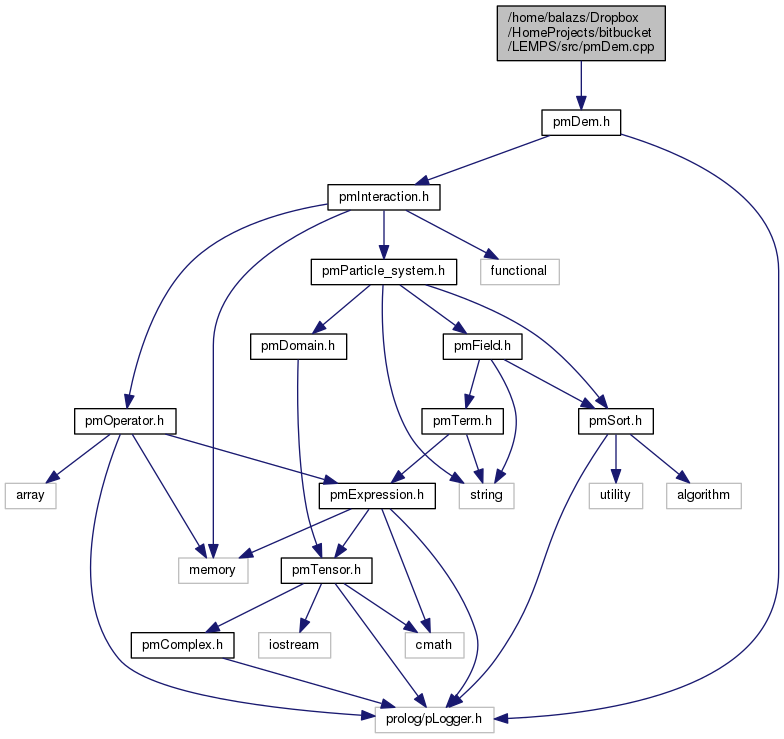 /home/balazs/Dropbox
/HomeProjects/bitbucket
/LEMPS/src/pmDem.cpp
pmDem.h
pmInteraction.h
pmParticle_system.h
functional
pmDomain.h
pmField.h
pmOperator.h
pmTerm.h
pmSort.h
array
pmExpression.h
string
utility
algorithm
memory
pmTensor.h
pmComplex.h
iostream
cmath
prolog/pLogger.h